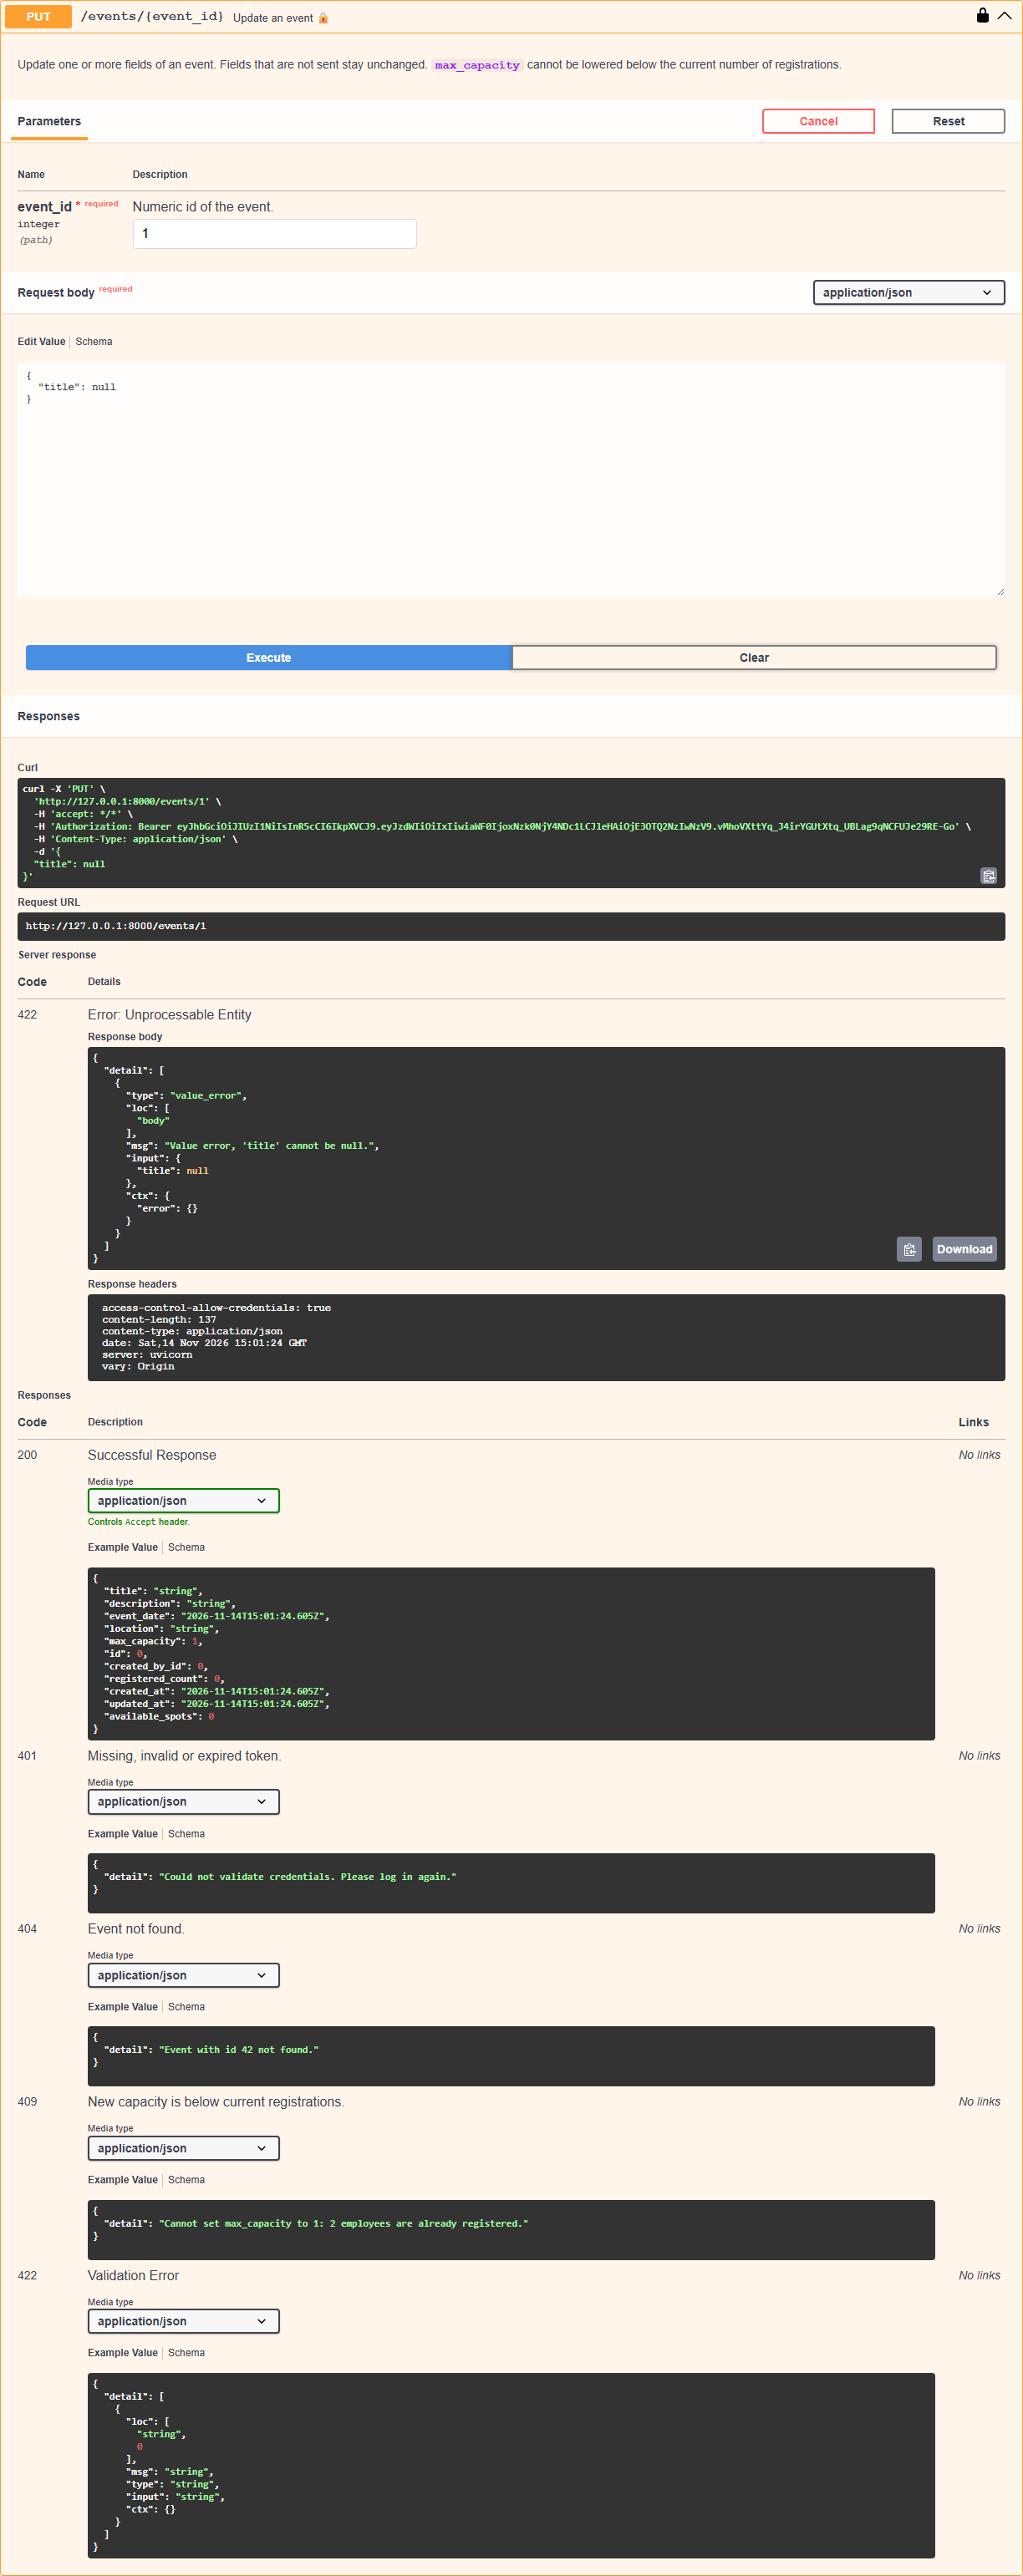 PUT /events/{event_id} Update an event
Update one or more fields of an event. Fields that are not sent stay unchanged. max_capacity cannot be lowered below the current number of registrations.
Parameters Cancel Reset
Name Description
event_id * required Numeric id of the event.
integer
(path)
1
Request body required application/json
Edit Value | Schema
{
  "title": null
}
Execute Clear
Responses
Curl
curl -X 'PUT' \
  'http://127.0.0.1:8000/events/1' \
  -H 'accept: */*' \
  -H 'Authorization: Bearer eyJhbGciOiJIUzI1NiIsInR5cCI6IkpXVCJ9.eyJzdWIiOiIxIiwiaWF0IjoxNzk0NjY4NDc1LCJleHAiOjE3OTQ2NzIwNzV9.vMhoVXttYq_J4irYGUtXtq_UBLag9qNCFUJe29RE-Go' \
  -H 'Content-Type: application/json' \
  -d '{
  "title": null
}'
Request URL
http://127.0.0.1:8000/events/1
Server response
Code Details
422 Error: Unprocessable Entity
Response body
{
  "detail": [
    {
      "type": "value_error",
      "loc": [
        "body"
      ],
      "msg": "Value error, 'title' cannot be null.",
      "input": {
        "title": null
      },
      "ctx": {
        "error": {}
      }
    }
  ]
}
Download
Response headers
access-control-allow-credentials: true
content-length: 137
content-type: application/json
date: Sat,14 Nov 2026 15:01:24 GMT
server: uvicorn
vary: Origin
Responses
Code Description Links
200 Successful Response No links
Media type
application/json
Controls Accept header.
Example Value | Schema
{
  "title": "string",
  "description": "string",
  "event_date": "2026-11-14T15:01:24.605Z",
  "location": "string",
  "max_capacity": 1,
  "id": 0,
  "created_by_id": 0,
  "registered_count": 0,
  "created_at": "2026-11-14T15:01:24.605Z",
  "updated_at": "2026-11-14T15:01:24.605Z",
  "available_spots": 0
}
401 Missing, invalid or expired token. No links
Media type
application/json
Example Value | Schema
{
  "detail": "Could not validate credentials. Please log in again."
}
404 Event not found. No links
Media type
application/json
Example Value | Schema
{
  "detail": "Event with id 42 not found."
}
409 New capacity is below current registrations. No links
Media type
application/json
Example Value | Schema
{
  "detail": "Cannot set max_capacity to 1: 2 employees are already registered."
}
422 Validation Error No links
Media type
application/json
Example Value | Schema
{
  "detail": [
    {
      "loc": [
        "string",
        0
      ],
      "msg": "string",
      "type": "string",
      "input": "string",
      "ctx": {}
    }
  ]
}